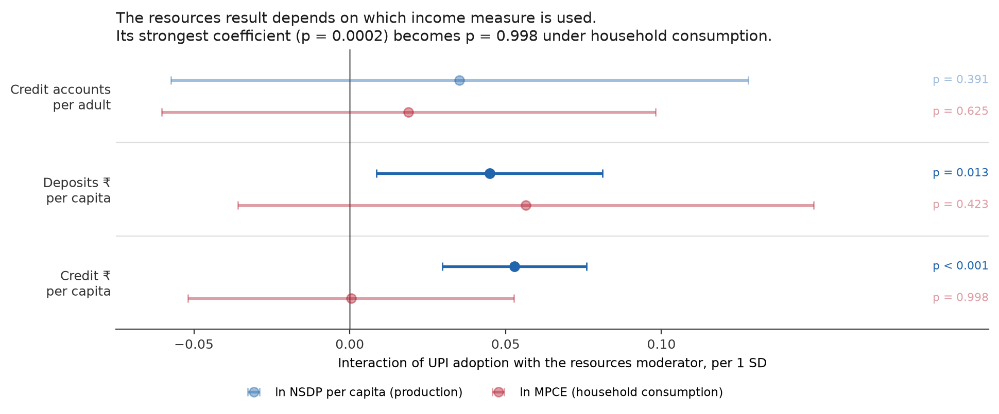 The resources result depends on which income measure is used.
Its strongest coefficient (p = 0.0002) becomes p = 0.998 under household consumption.
Credit accounts
per adult
p = 0.391
p = 0.625
Deposits ₹
per capita
p = 0.013
p = 0.423
Credit ₹
per capita
p < 0.001
p = 0.998
−0.05 0.00 0.05 0.10
Interaction of UPI adoption with the resources moderator, per 1 SD
ln NSDP per capita (production) ln MPCE (household consumption)